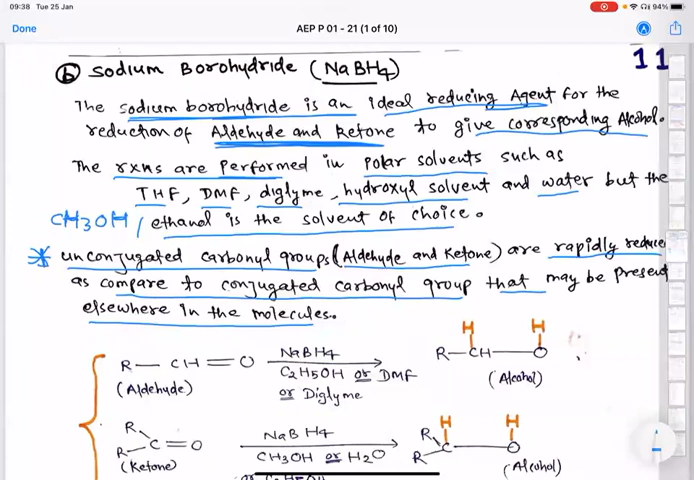 09:38 Tue 25 Jan
94%
Done
AEP P 01 - 21 (1 of 10)
11
(b) Sodium Borohydride (NaBH4)
The sodium borohydride is an ideal reducing Agent for the
reduction of Aldehyde and Ketone to give corresponding Alcohol.
The rxns are performed in polar solvents such as
THF, DMF, diglyme, hydroxyl solvent and water but the
CH3OH / ethanol is the solvent of choice.
* unconjugated carbonyl groups (Aldehyde and Ketone) are rapidly reduce
as compare to conjugated carbonyl group that may be present
elsewhere in the molecules.
R — CH = O NaBH4 R — CH — O
H H
C2H5OH or DMF
or Diglyme
(Aldehyde) (Alcohol)
R
R C = O NaBH4 R C — O
H H
R
CH3OH or H2O
(Ketone) (Alcohol)